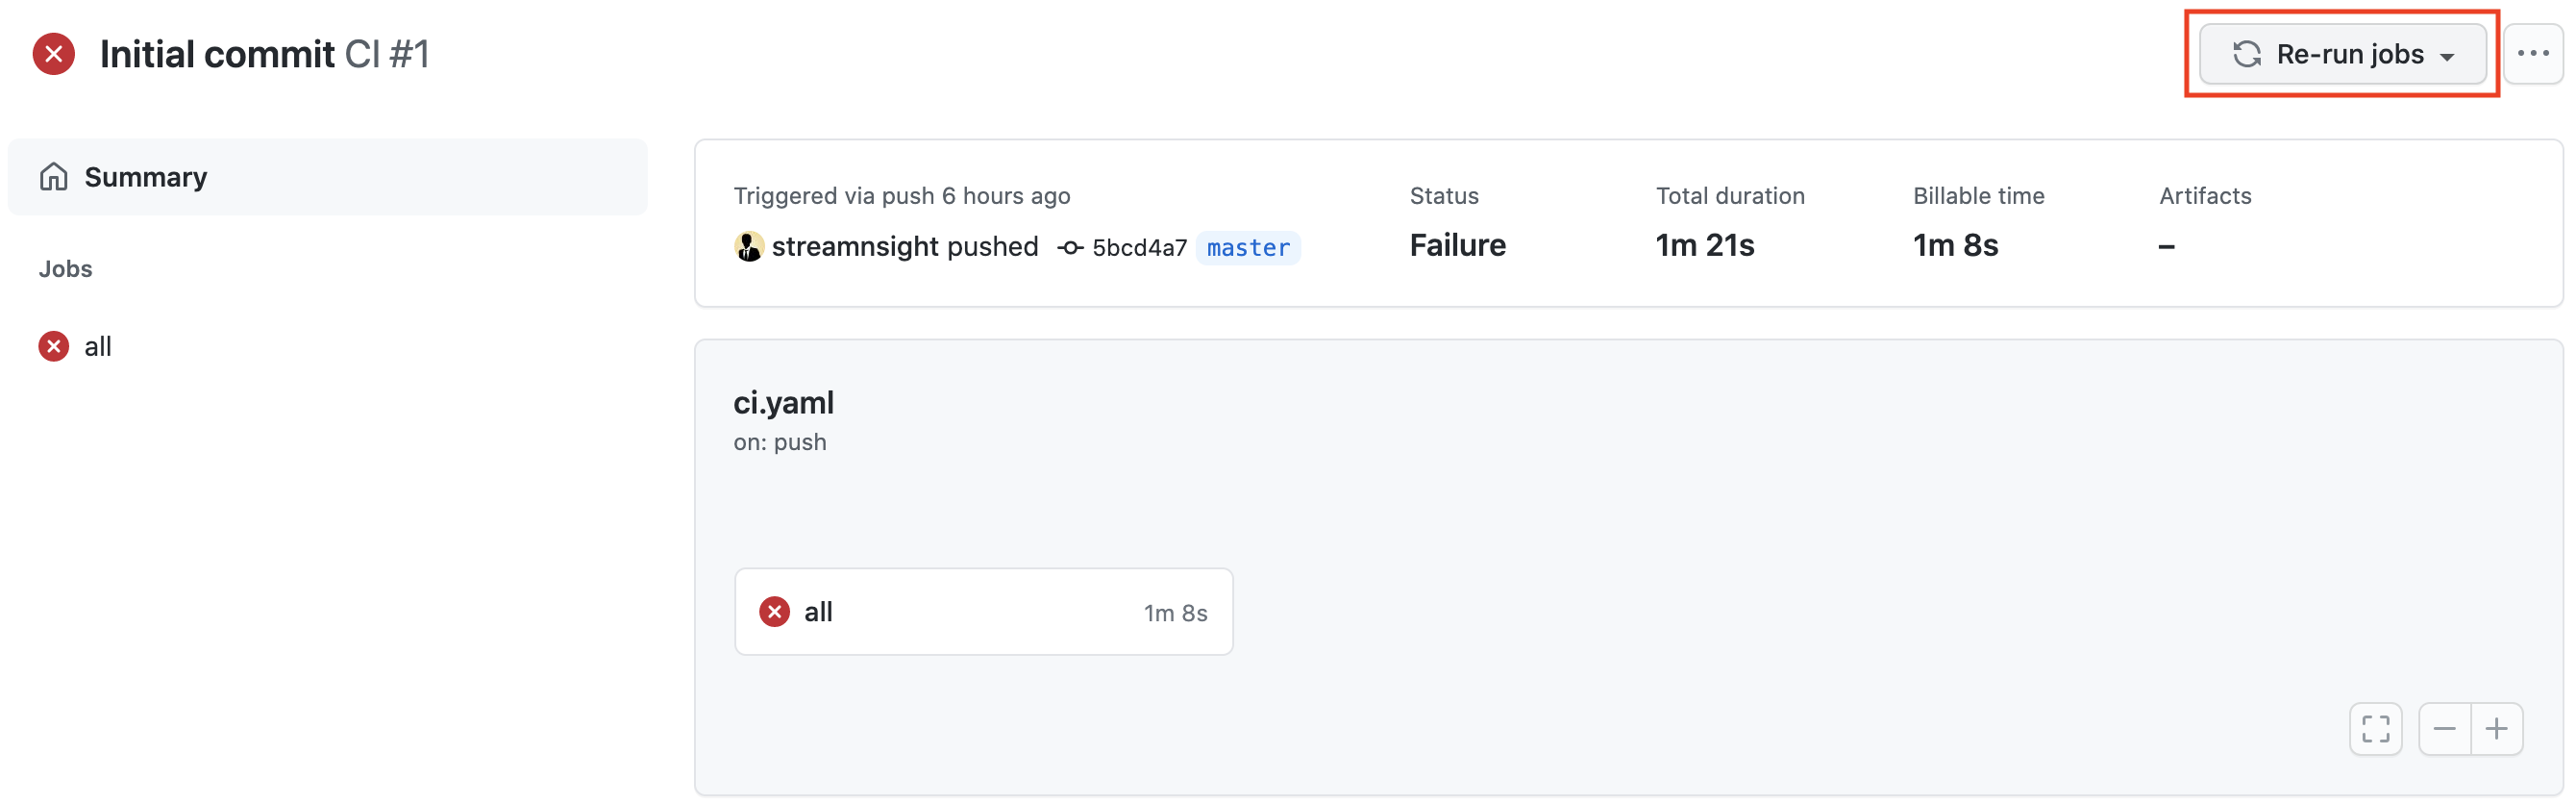 Initial commit CI #1
Re-run jobs
Summary
Jobs
all
Triggered via push 6 hours ago
streamnsight pushed 5bcd4a7 master
Status
Failure
Total duration
1m 21s
Billable time
1m 8s
Artifacts
–
ci.yaml
on: push
all 1m 8s